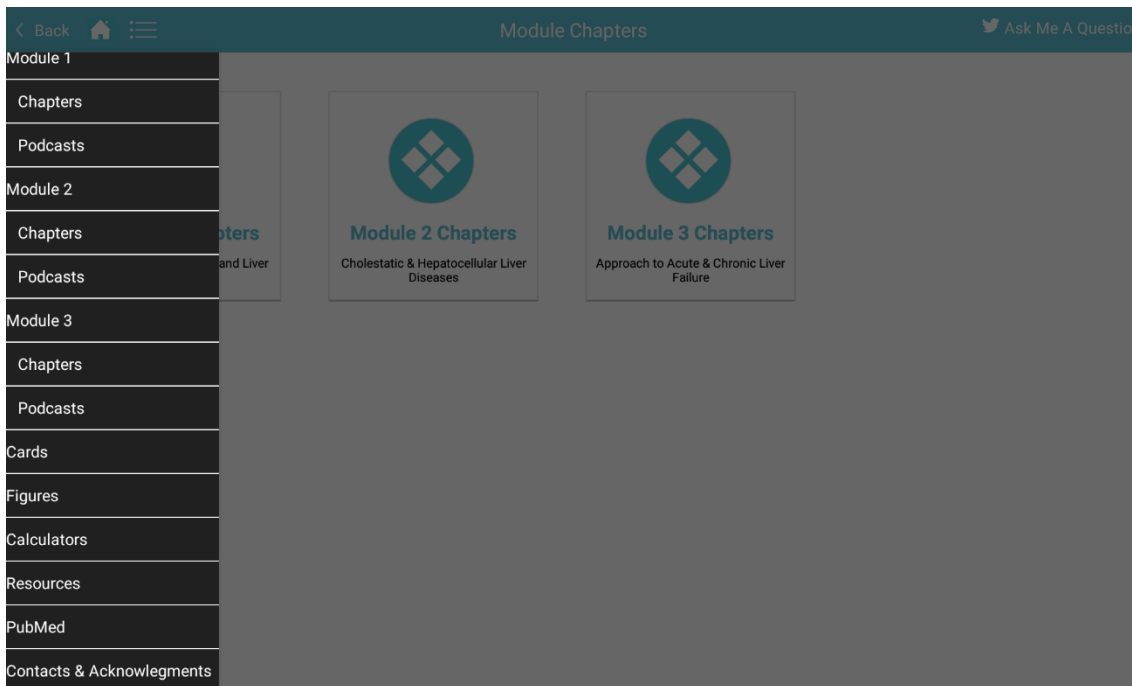 Back
Module Chapters
Ask Me A Questio
Module 1
Chapters
Podcasts
Module 2
Chapters
Podcasts
Module 3
Chapters
Podcasts
Cards
Figures
Calculators
Resources
PubMed
Contacts & Acknowlegments
pters
and Liver
Module 2 Chapters
Cholestatic & Hepatocellular Liver
Diseases
Module 3 Chapters
Approach to Acute & Chronic Liver
Failure